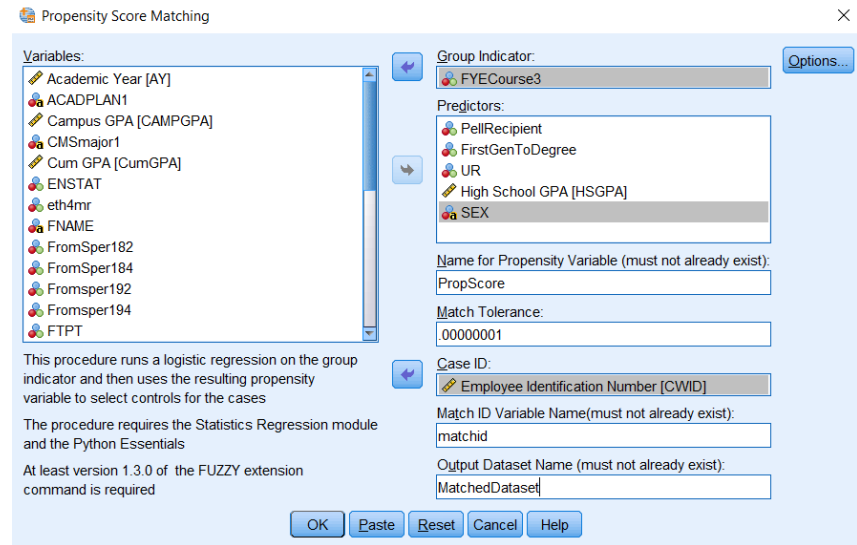 Propensity Score Matching
Variables:
Academic Year [AY]
ACADPLAN1
Campus GPA [CAMPGPA]
CMSmajor1
Cum GPA [CumGPA]
ENSTAT
eth4mr
FNAME
FromSper182
FromSper184
Fromsper192
Fromsper194
FTPT
This procedure runs a logistic regression on the group
indicator and then uses the resulting propensity
variable to select controls for the cases
The procedure requires the Statistics Regression module
and the Python Essentials
At least version 1.3.0 of the FUZZY extension
command is required
Group Indicator:
FYECourse3
Predictors:
PellRecipient
FirstGenToDegree
UR
High School GPA [HSGPA]
SEX
Name for Propensity Variable (must not already exist):
PropScore
Match Tolerance:
.00000001
Case ID:
Employee Identification Number [CWID]
Match ID Variable Name(must not already exist):
matchid
Output Dataset Name (must not already exist):
MatchedDataset
Options...
OK Paste Reset Cancel Help